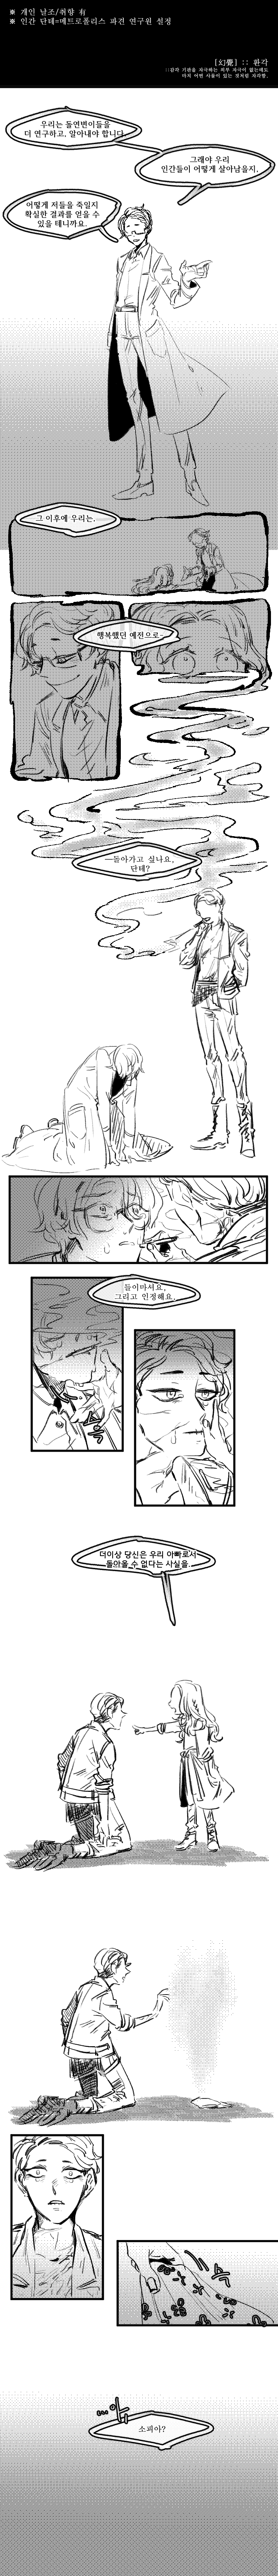 ※ 개인 날조/취향 有
※ 인간 단테=메트로폴리스 파견 연구원 설정
[幻覺] :: 환각
::감각 기관을 자극하는 외부 자극이 없는데도
마치 어떤 사물이 있는 것처럼 지각함.
우리는 돌연변이들을
더 연구하고, 알아내야 합니다.
그래야 우리
인간들이 어떻게 살아남을지.
어떻게 저들을 죽일지
확실한 결과를 얻을 수
있을 테니까요.
그 이후에 우리는.
행복했던 예전으로-
―돌아가고 싶나요,
단테?
들이마셔요,
그리고 인정해요.
스윽
더이상 당신은 우리 아빠로서
돌아올 수 없다는 사실을.
스윽
...아
소피아?